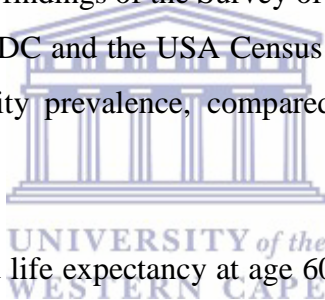 findings of the Survey of
DC and the USA Census
ity prevalence, compared
UNIVERSITY of the
life expectancy at age 60
WESTERN CAPE